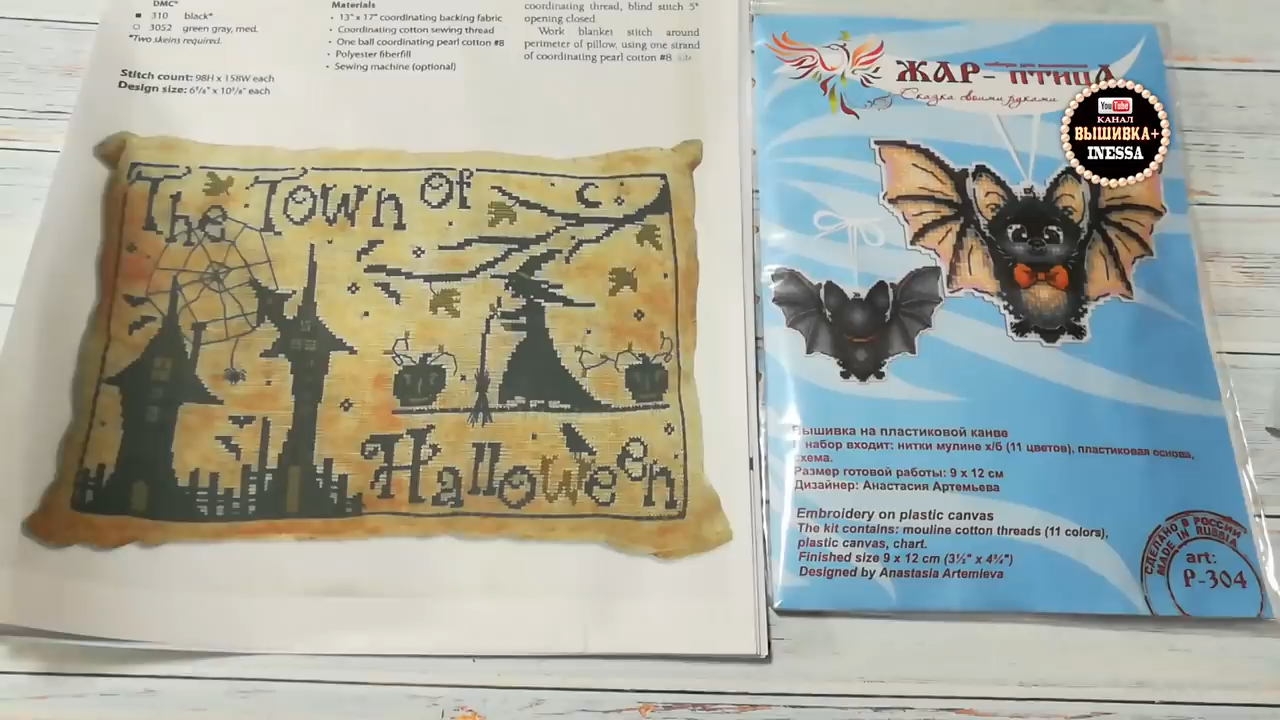 DMC*
310 black*
3052 green gray, med.
*Two skeins required.
Stitch count: 98H x 158W each
Design size: 6⅝" x 10⅝" each
Materials
• 13" x 17" coordinating backing fabric
• Coordinating cotton sewing thread
• One ball coordinating pearl cotton #8
• Polyester fiberfill
• Sewing machine (optional)
coordinating thread, blind stitch 5"
opening closed.
Work blanket stitch around
perimeter of pillow, using one strand
of coordinating pearl cotton #8
The Town Of
Halloween
ЖАР-ПТИЦА
Сказка своими руками
You Tube
КАНАЛ
ВЫШИВКА+
INESSA
Вышивка на пластиковой канве
набор входит: нитки мулине х/б (11 цветов), пластиковая основа,
схема.
Размер готовой работы: 9 х 12 см
Дизайнер: Анастасия Артемьева
Embroidery on plastic canvas
The kit contains: mouline cotton threads (11 colors),
plastic canvas, chart.
Finished size 9 x 12 cm (3½" x 4¾")
Designed by Anastasia Artemieva
СДЕЛАНО В РОССИИ
MADE IN RUSSIA
art:
P-304